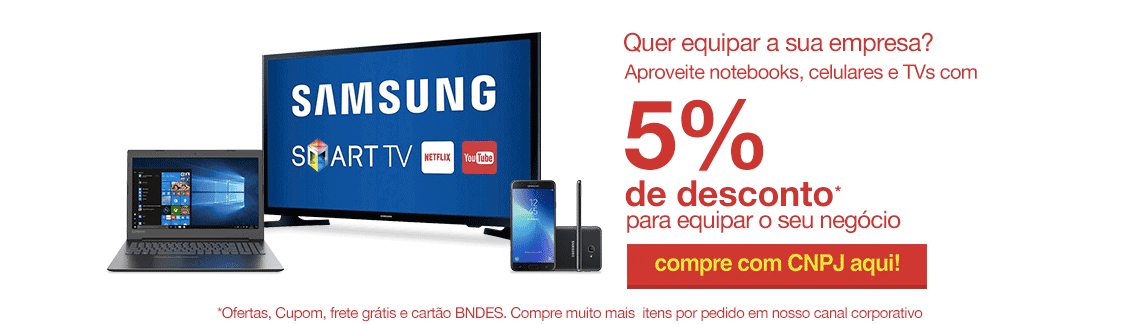 Quer equipar a sua empresa?
Aproveite notebooks, celulares e TVs com
5%
de desconto*
para equipar o seu negócio
compre com CNPJ aqui!
SAMSUNG
SMART TV NETFLIX YouTube
SAMSUNG
SAMSUNG
*Ofertas, Cupom, frete grátis e cartão BNDES. Compre muito mais itens por pedido em nosso canal corporativo